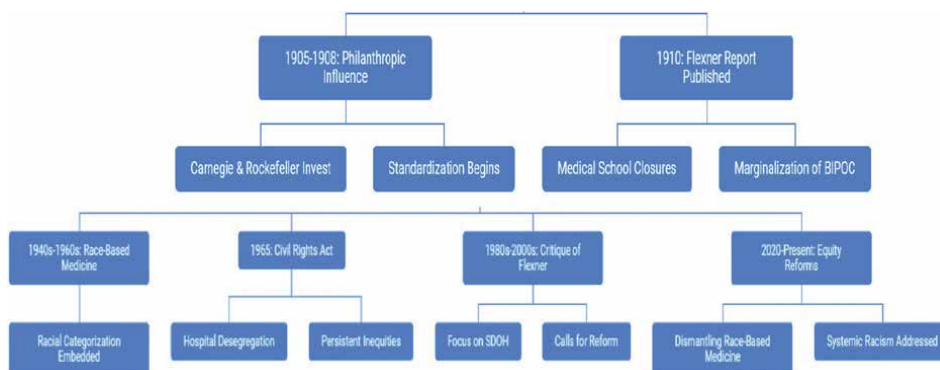 1905-1908: Philanthropic
Influence
1910: Flexner Report
Published
Carnegie & Rockefeller Invest
Standardization Begins
Medical School Closures
Marginalization of BIPOC
1940s-1960s: Race-Based
Medicine
1965: Civil Rights Act
1980s-2000s: Critique of
Flexner
2020-Present: Equity
Reforms
Racial Categorization
Embedded
Hospital Desegregation
Persistent Inequities
Focus on SDOH
Calls for Reform
Dismantling Race-Based
Medicine
Systemic Racism Addressed